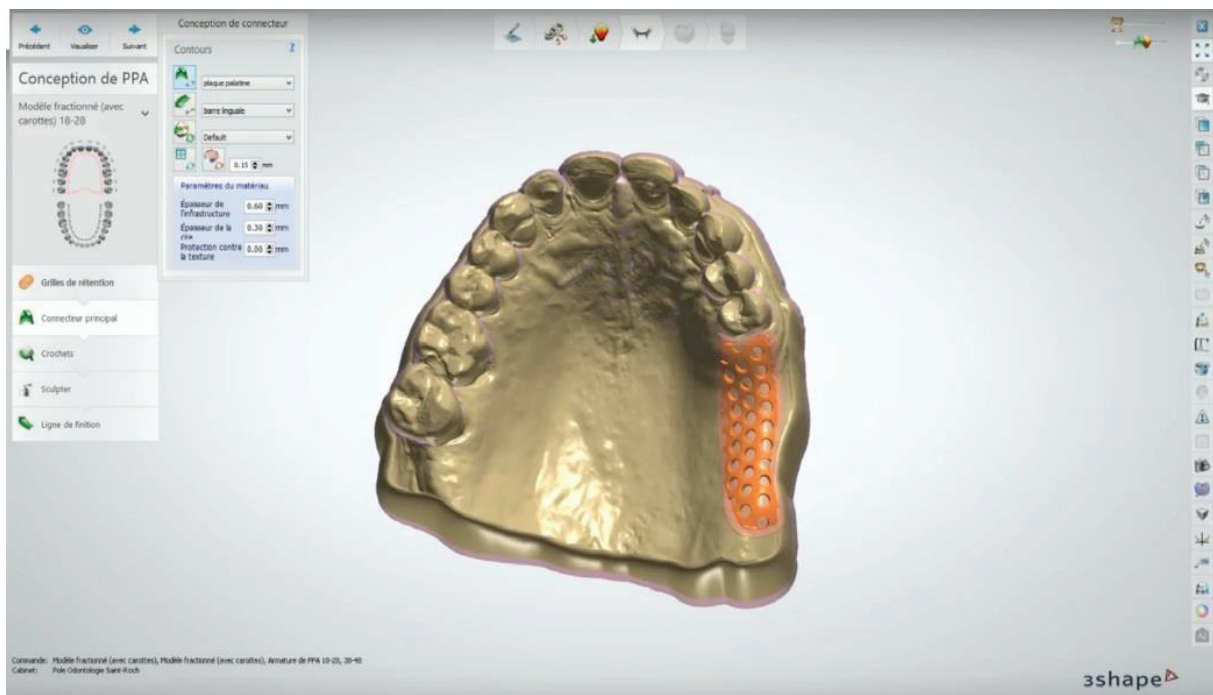 Précédent
Visualiser
Suivant
Conception de PPA
Modèle fractionné (avec
carottes) 18-28
Grilles de rétention
Connecteur principal
Crochets
Sculpter
Ligne de finition
Conception de connecteur
Contours
plaque palatine
barre linguale
Default
0.15 mm
Paramètres du matériau
Épaisseur de
l'infrastructure
0.60 mm
Épaisseur de la
cire
0.30 mm
Protection contre
la texture
0.00 mm
Commande: Modèle fractionné (avec carottes), Modèle fractionné (avec carottes), Armature de PPA 18-28, 38-48
Cabinet: Pole Odontologie Saint-Roch
3shape